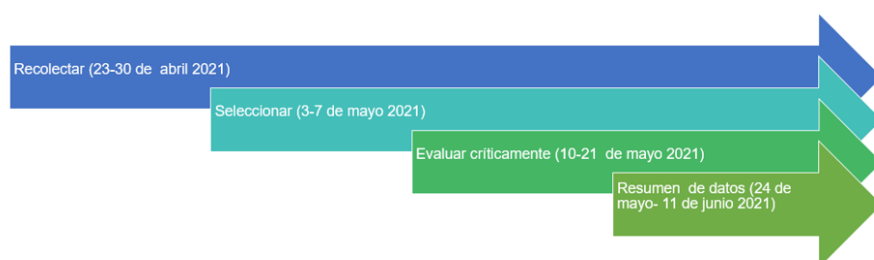 Recolectar (23-30 de abril 2021)
Seleccionar (3-7 de mayo 2021)
Evaluar críticamente (10-21 de mayo 2021)
Resumen de datos (24 de
mayo- 11 de junio 2021)